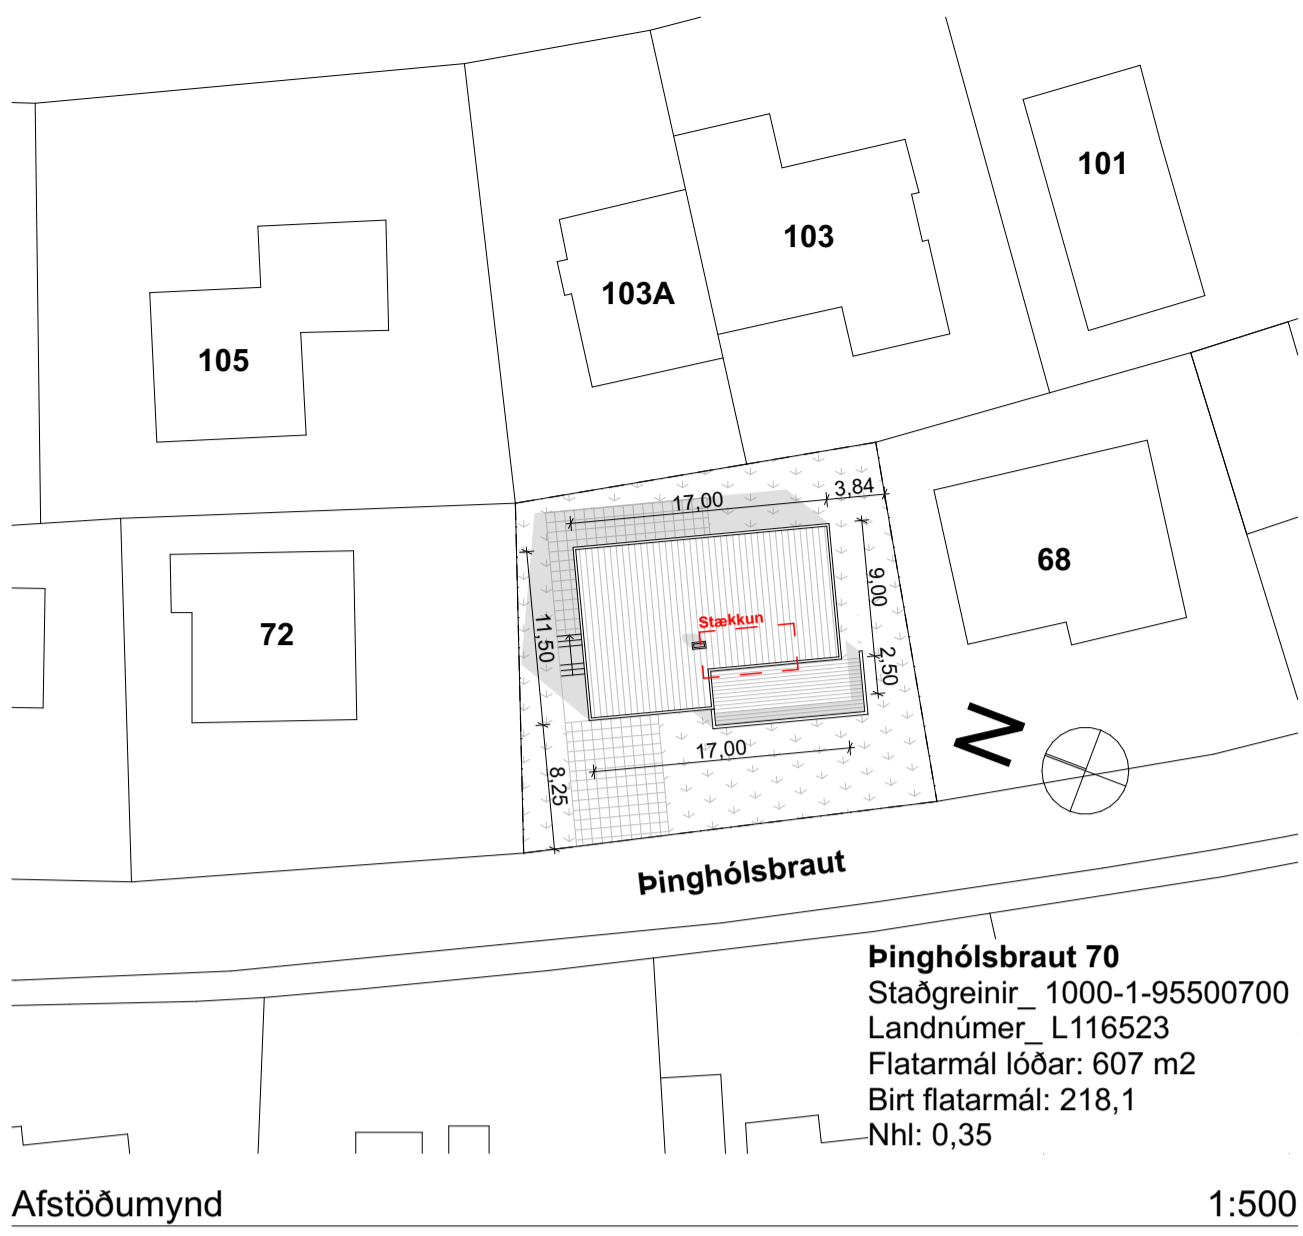 101
103
103A
105
17,00
3,84
68
9,00
Stækkun
72
11,50
2,50
N
17,00
8,25
Þinghólsbraut
Þinghólsbraut 70
Staðgreinir_ 1000-1-95500700
Landnúmer_ L116523
Flatarmál lóðar: 607 m2
Birt flatarmál: 218,1
Nhl: 0,35
Afstöðumynd
1:500